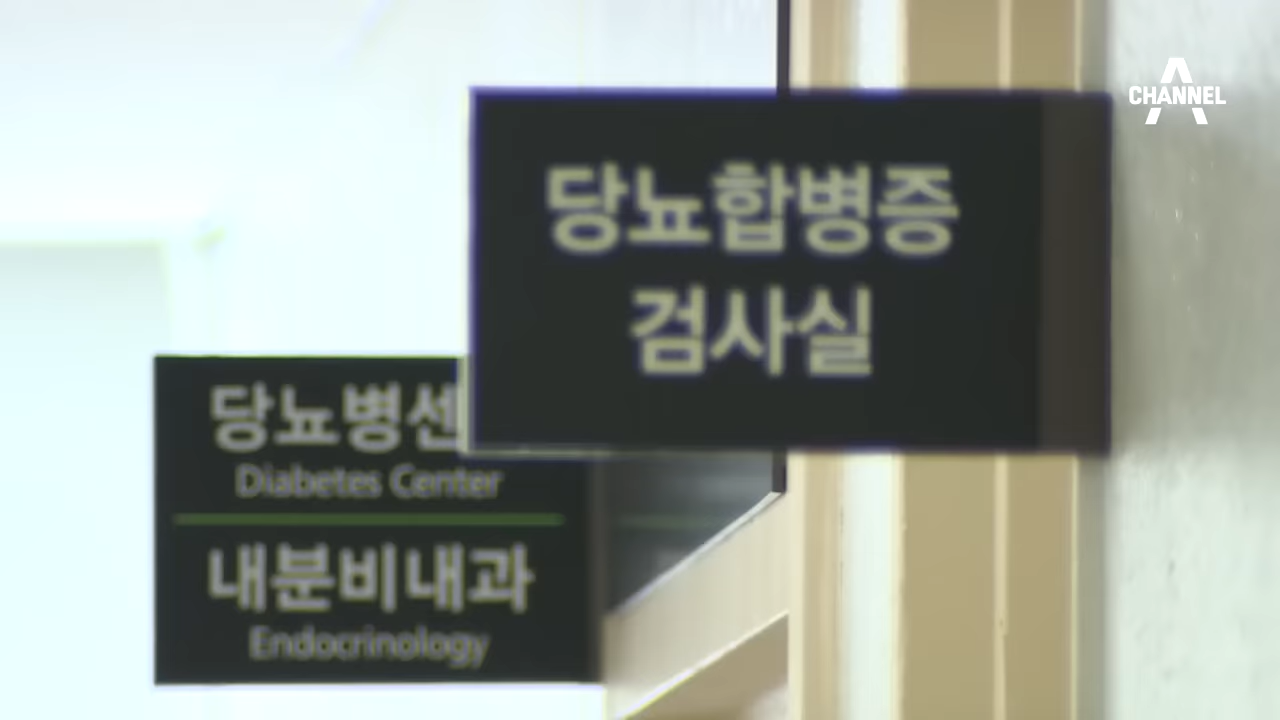 CHANNEL A
당뇨합병증
검사실
당뇨병센
Diabetes Center
내분비내과
Endocrinology